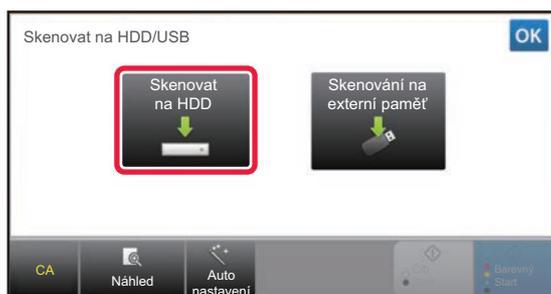 Skenovat na HDD/USB
OK
Skenovat
na HDD
Skenování na
externí paměť
CA
Náhled
Auto
nastavení
Č/B
Barevný
Start